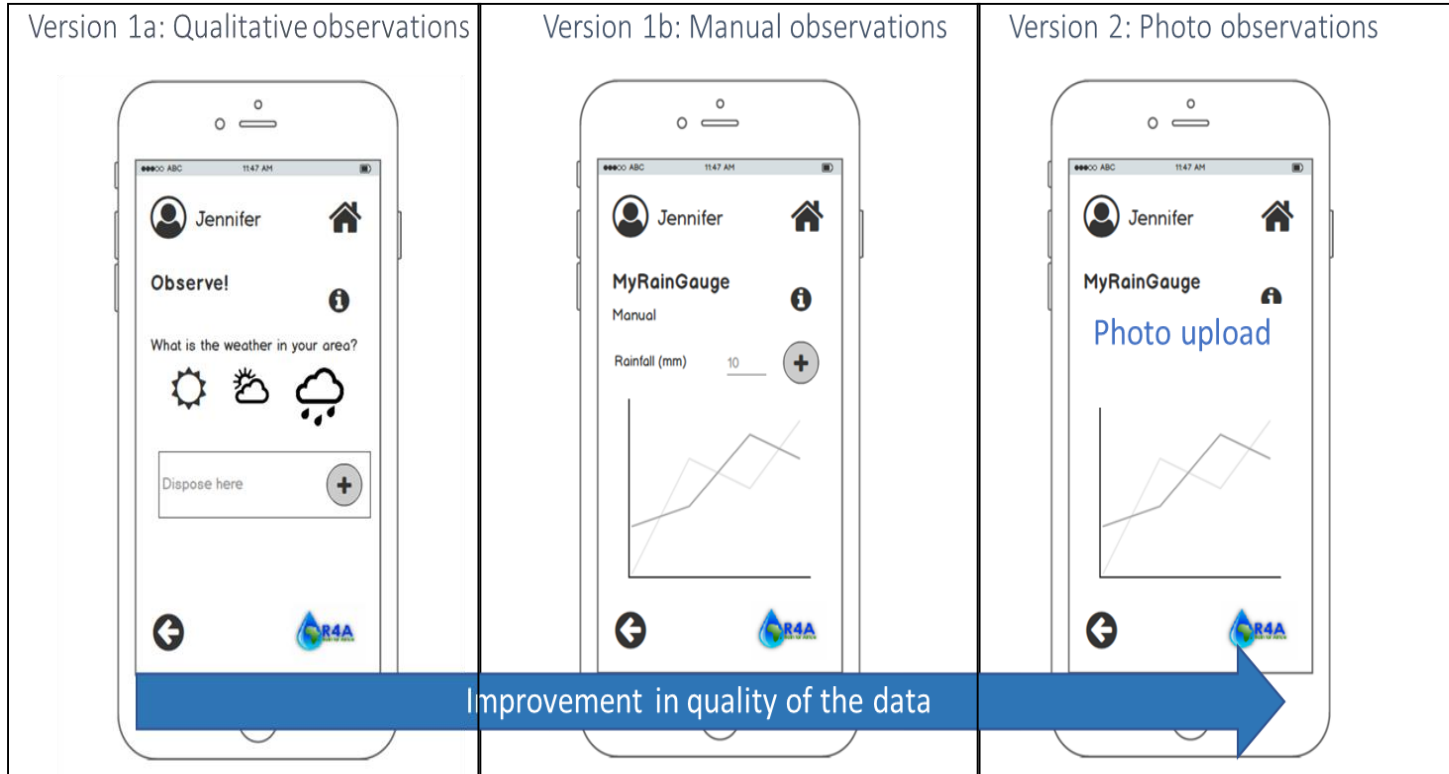 Version 1a: Qualitative observations
ABC 11:47 AM
Jennifer
Observe!
What is the weather in your area?
Dispose here
R4A
Version 1b: Manual observations
ABC 11:47 AM
Jennifer
MyRainGauge
Manual
Rainfall (mm) 10
R4A
Version 2: Photo observations
ABC 11:47 AM
Jennifer
MyRainGauge
Photo upload
R4A
Improvement in quality of the data